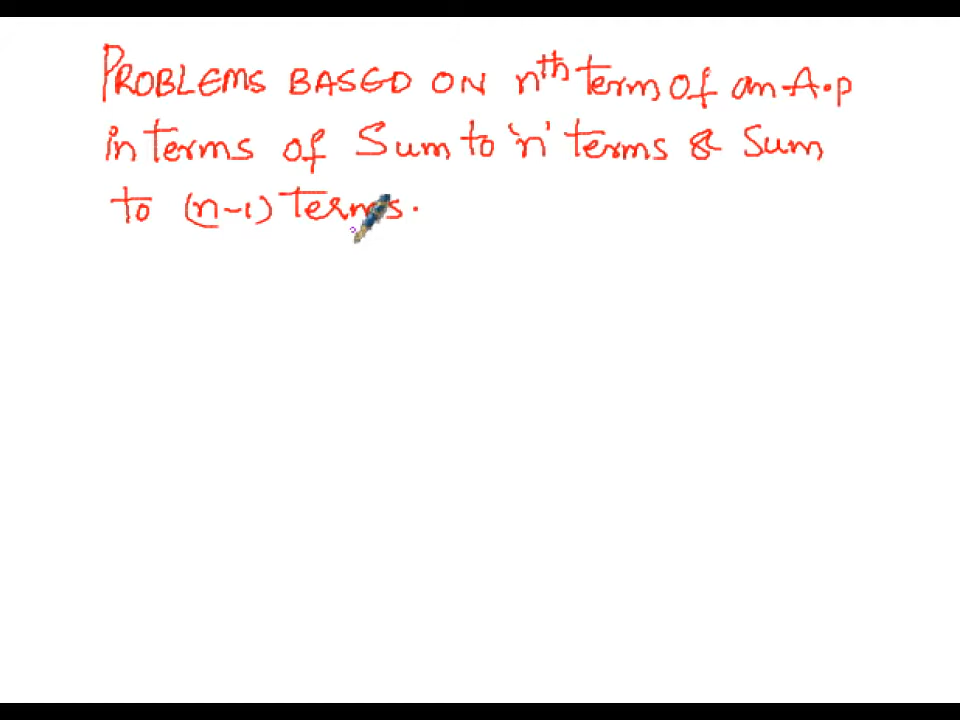 PROBLEMS BASED ON nth term of an A.P
in terms of Sum to 'n' terms & Sum
to (n-1) terms.